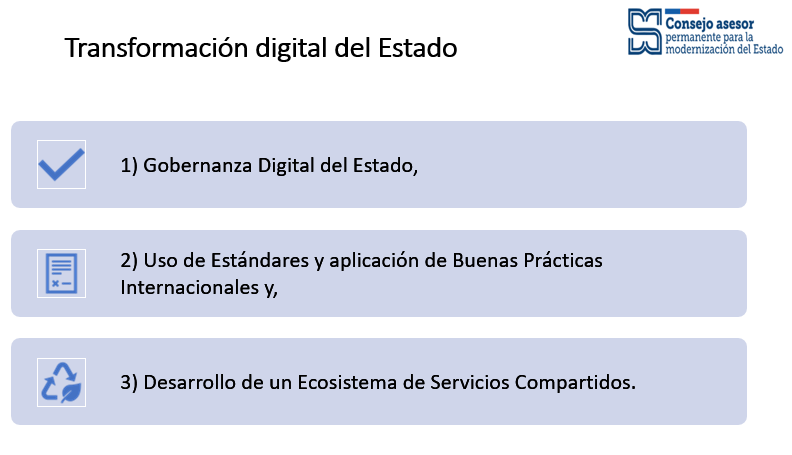 Transformación digital del Estado
Consejo asesor
permanente para la
modernización del Estado
1) Gobernanza Digital del Estado,
2) Uso de Estándares y aplicación de Buenas Prácticas
Internacionales y,
3) Desarrollo de un Ecosistema de Servicios Compartidos.